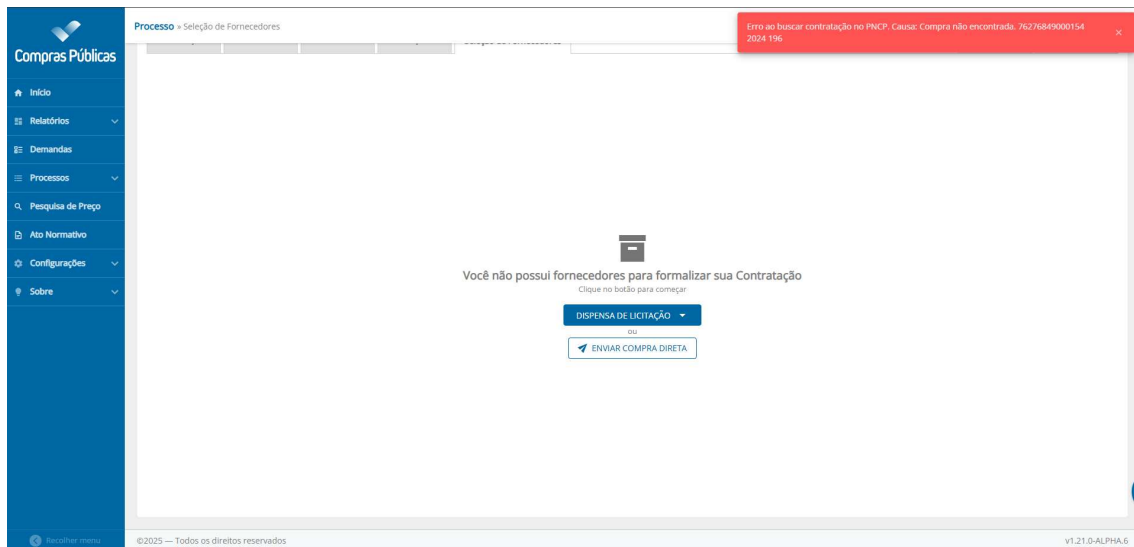 Compras Públicas
Início
Relatórios
Demandas
Processos
Pesquisa de Preço
Ato Normativo
Configurações
Sobre
Recolher menu
Processo » Seleção de Fornecedores
Erro ao buscar contratação no PNCP. Causa: Compra não encontrada. 76276849000154
2024 196
Você não possui fornecedores para formalizar sua Contratação
Clique no botão para começar
DISPENSA DE LICITAÇÃO
ou
ENVIAR COMPRA DIRETA
©2025 — Todos os direitos reservados
v1.21.0-ALPHA.6